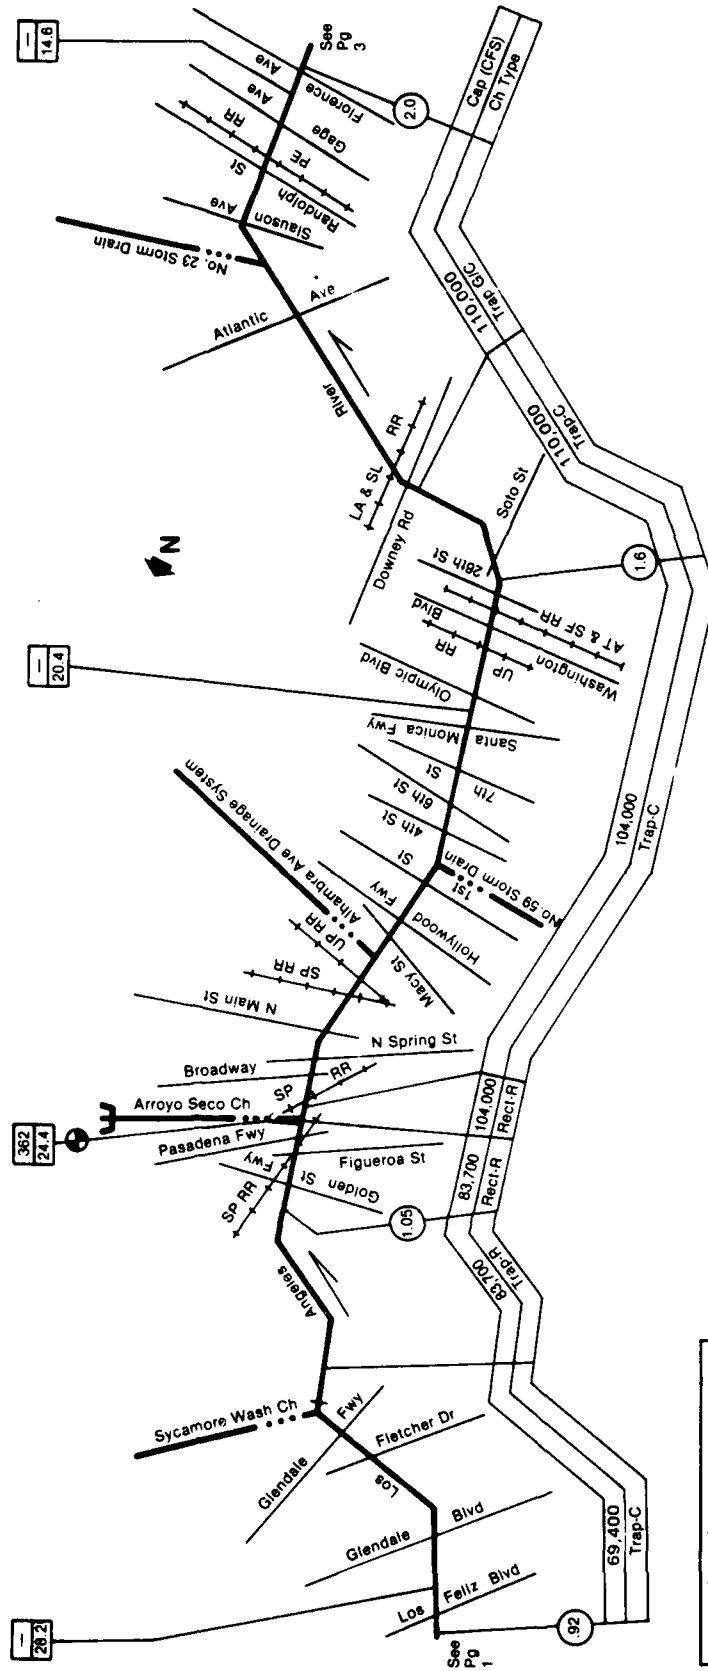 —
28.2
362
24.4
—
20.4
—
14.6
See
Pg
1
Los
Feliz Blvd
Glendale Blvd
Los
Fletcher Dr
Glendale Fwy
Sycamore Wash Ch
Angeles
SP RR
Golden St
Fwy
Figueroa St
Pasadena Fwy
Arroyo Seco Ch
SP RR
Broadway
N Spring St
N Main St
SP RR
UP RR
Alhambra Ave Drainage System
Macy St
Hollywood Fwy
1st St
No. 59 Storm Drain
4th St
6th St
7th St
Santa Monica Fwy
Olympic Blvd
UP RR
Washington Blvd
AT & SF RR
26th St
Soto St
Downey Rd
LA & SL RR
N
River
Atlantic Ave
No. 23 Storm Drain
Slauson Ave
Randolph St
PE RR
Gage Ave
Florence Ave
See
Pg
3
.92
1.05
1.6
2.0
69,400
Trap-C
83,700
Trap-R
83,700
Rect-R
104,000
Rect-R
104,000
Trap-C
110,000
Trap-C
110,000
Trap G/C
Cap (CFS)
Ch Type